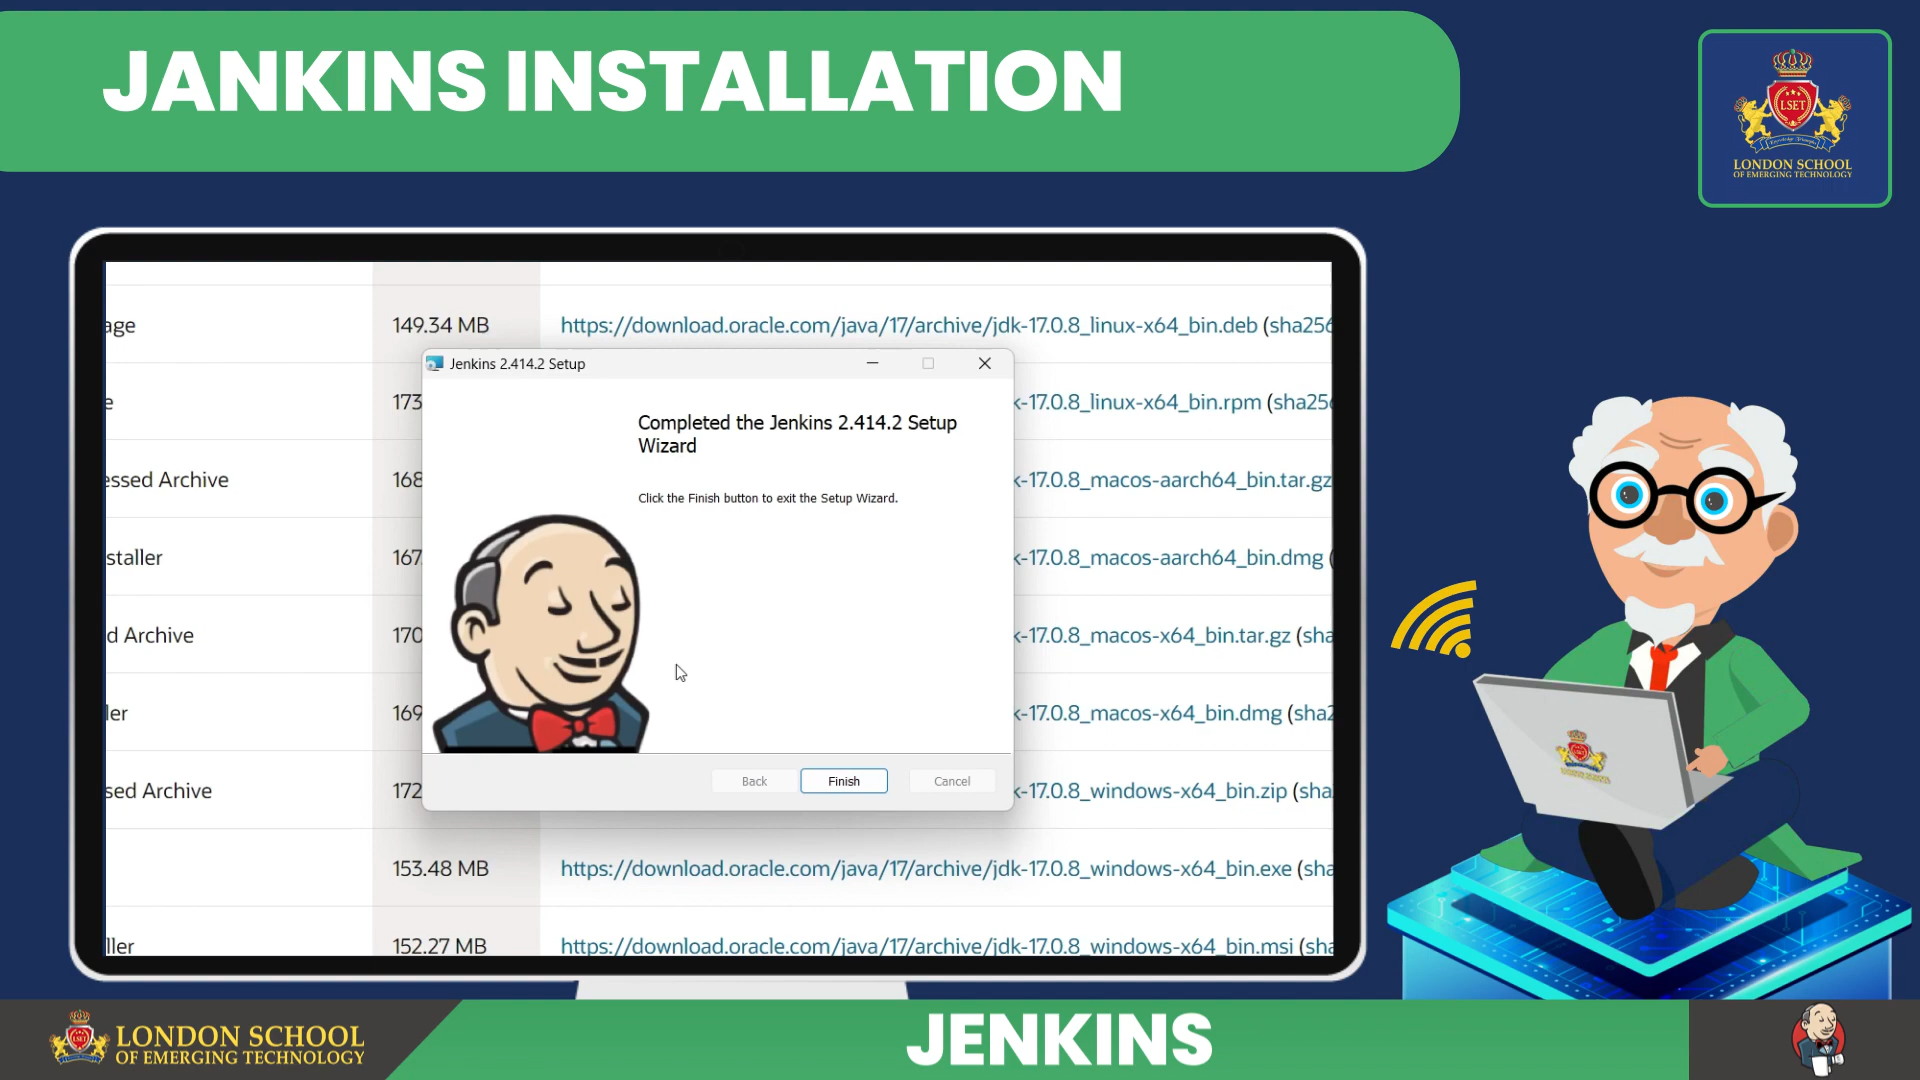 JANKINS INSTALLATION
LSET
LONDON SCHOOL
OF EMERGING TECHNOLOGY
age 149.34 MB https://download.oracle.com/java/17/archive/jdk-17.0.8_linux-x64_bin.deb (sha256
Jenkins 2.414.2 Setup
e 173 k-17.0.8_linux-x64_bin.rpm (sha256
Completed the Jenkins 2.414.2 Setup
Wizard
essed Archive 168 k-17.0.8_macos-aarch64_bin.tar.gz
Click the Finish button to exit the Setup Wizard.
staller 167. k-17.0.8_macos-aarch64_bin.dmg (
d Archive 170 k-17.0.8_macos-x64_bin.tar.gz (sha
ler 169 k-17.0.8_macos-x64_bin.dmg (sha2
Back Finish Cancel
sed Archive 172 k-17.0.8_windows-x64_bin.zip (sha
153.48 MB https://download.oracle.com/java/17/archive/jdk-17.0.8_windows-x64_bin.exe (sha
ller 152.27 MB https://download.oracle.com/java/17/archive/jdk-17.0.8_windows-x64_bin.msi (sha
LONDON SCHOOL
LSET
LONDON SCHOOL
OF EMERGING TECHNOLOGY
JENKINS